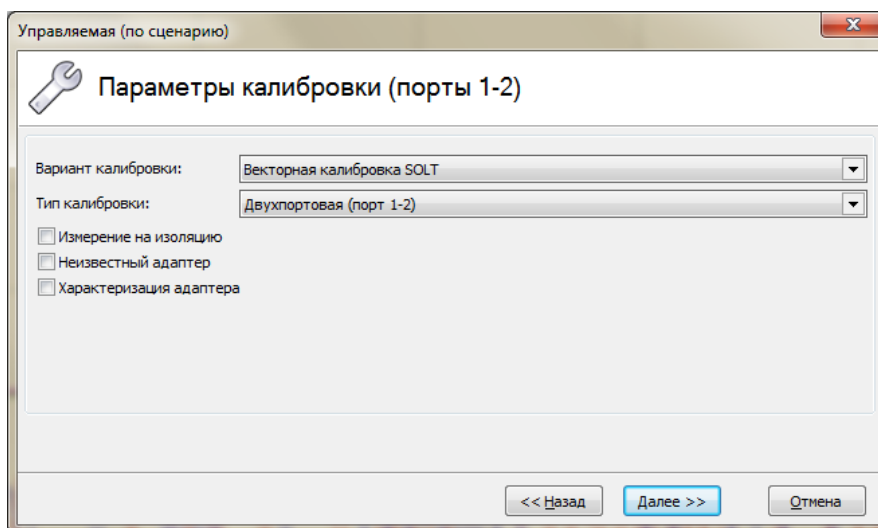 Управляемая (по сценарию)
Параметры калибровки (порты 1-2)
Вариант калибровки: Векторная калибровка SOLT
Тип калибровки: Двухпортовая (порт 1-2)
Измерение на изоляцию
Неизвестный адаптер
Характеризация адаптера
<< Назад Далее >> Отмена